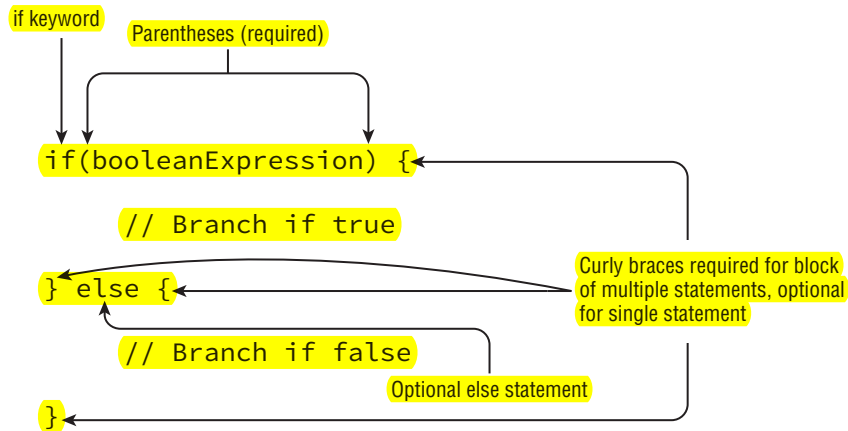 if keyword
Parentheses (required)
if(booleanExpression) {
// Branch if true
} else {
Curly braces required for block
of multiple statements, optional
for single statement
// Branch if false
Optional else statement
}